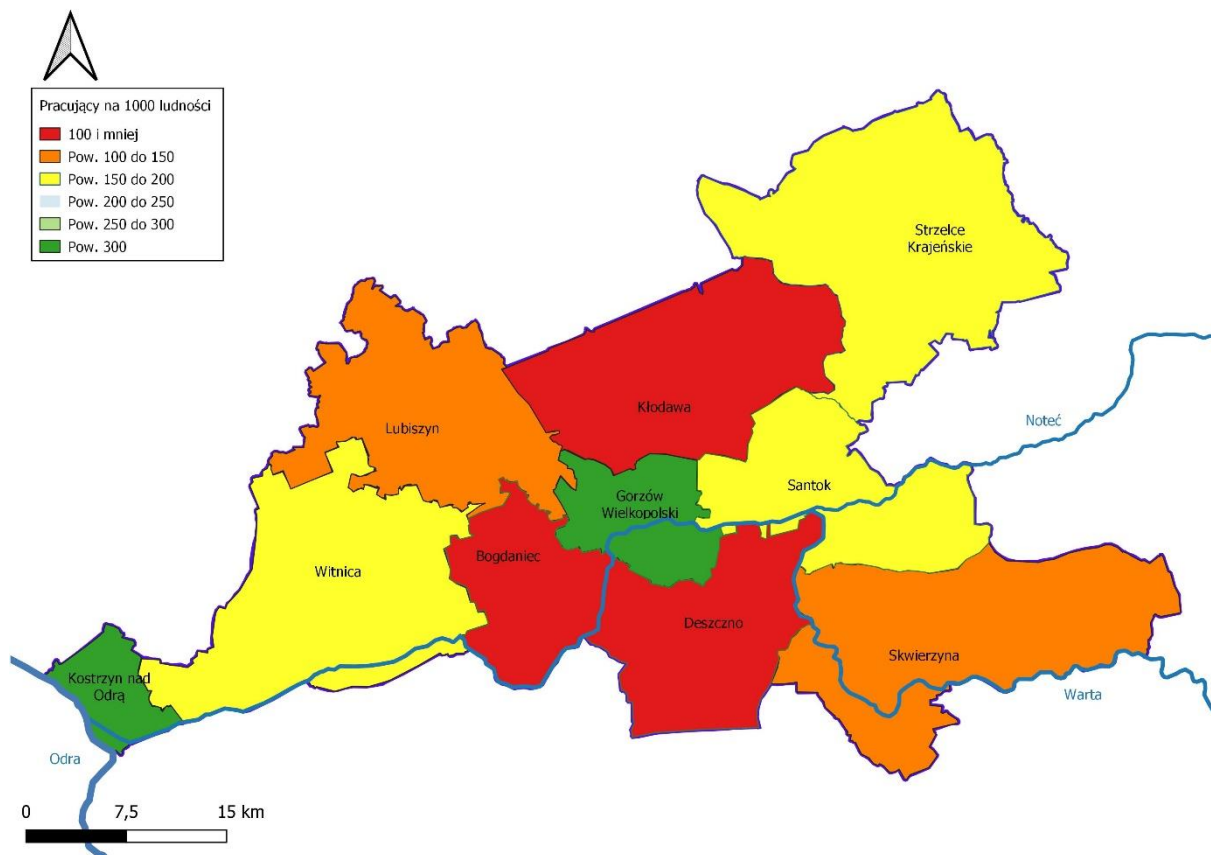 Pracujący na 1000 ludności
100 i mniej
Pow. 100 do 150
Pow. 150 do 200
Pow. 200 do 250
Pow. 250 do 300
Pow. 300
Strzelce
Krajeńskie
Kłodawa
Lubiszyn
Noteć
Santok
Gorzów
Wielkopolski
Bogdaniec
Witnica
Deszczno
Skwierzyna
Kostrzyn nad
Odrą
Warta
Odra
0 7,5 15 km